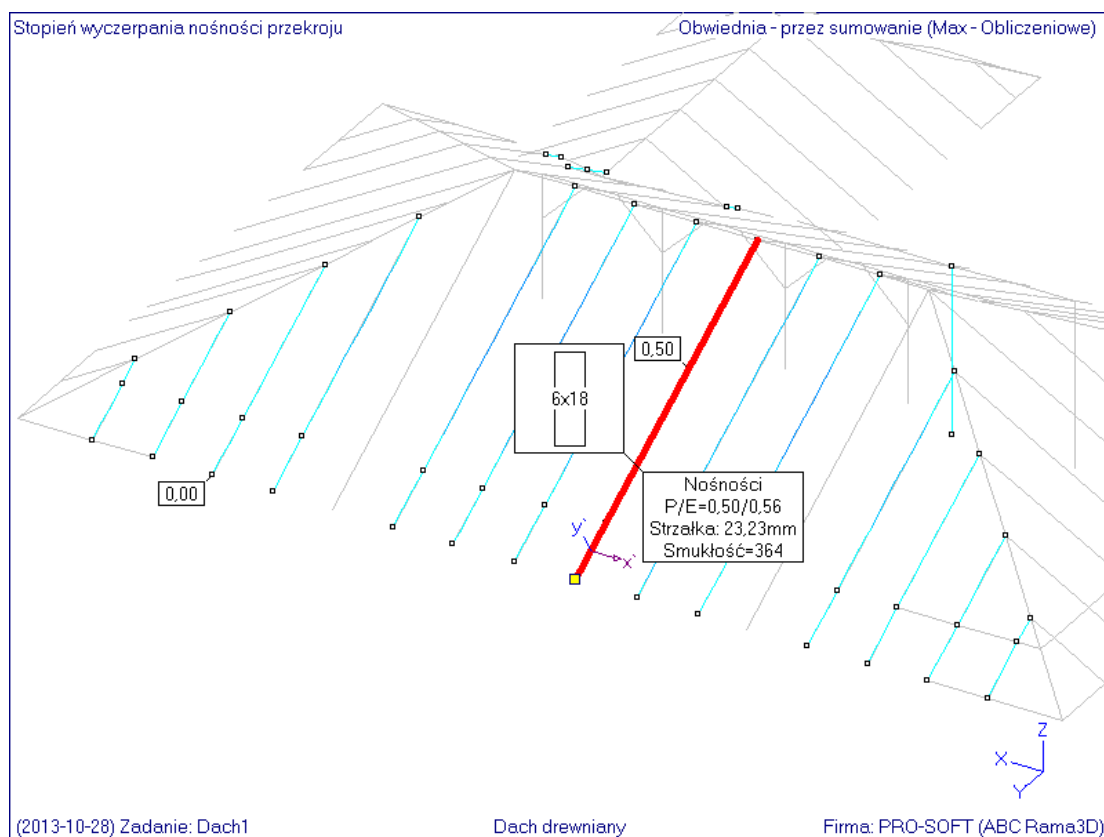 Stopień wyczerpania nośności przekroju
Obwiednia - przez sumowanie (Max - Obliczeniowe)
0,50
6x18
0,00
Nośności
P/E=0,50/0,56
Strzałka: 23,23mm
Smukłość=364
y'
x'
Z
X
Y
(2013-10-28) Zadanie: Dach1
Dach drewniany
Firma: PRO-SOFT (ABC Rama3D)